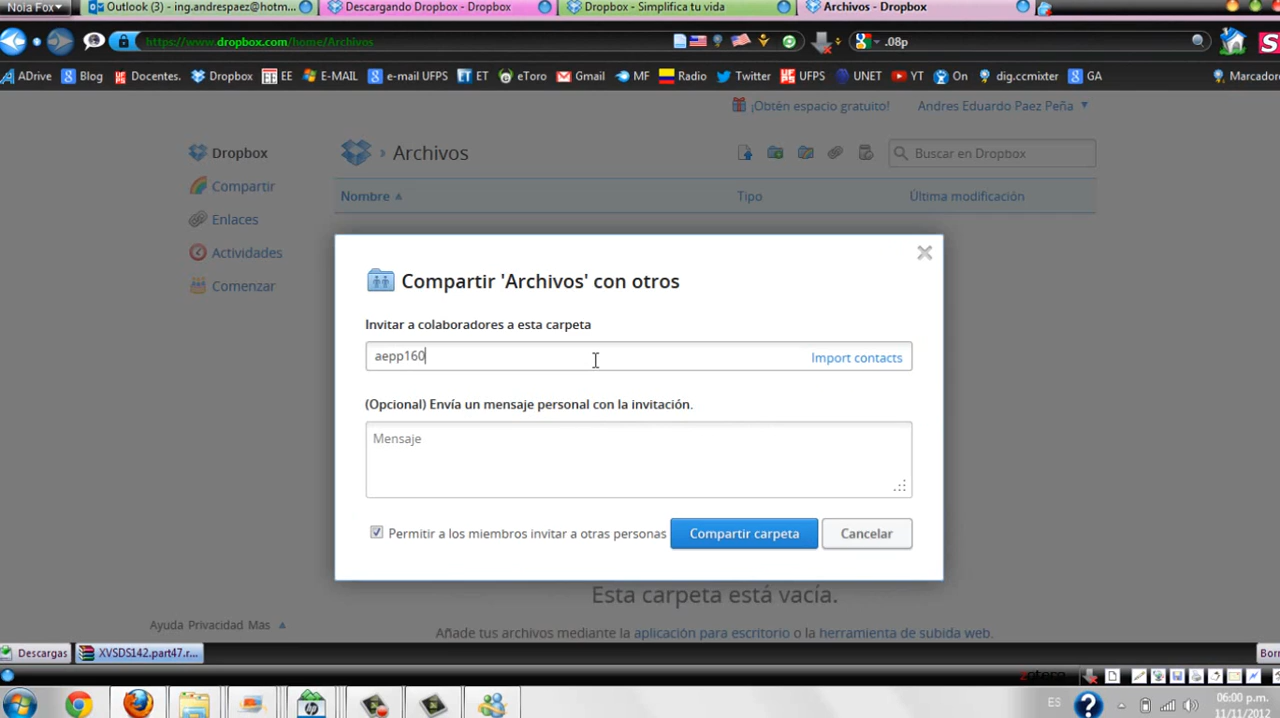 Noia Fox
Outlook (3) - ing.andrespaez@hotm...
Descargando Dropbox - Dropbox
Dropbox - Simplifica tu vida
Archivos - Dropbox
https://www.dropbox.com/home/Archivos
.08p
ADrive Blog Docentes. Dropbox EE E-MAIL e-mail UFPS ET eToro Gmail MF Radio Twitter UFPS UNET YT On dig.ccmixter GA Marcador
¡Obtén espacio gratuito! Andres Eduardo Paez Peña
Dropbox
Compartir
Enlaces
Actividades
Comenzar
› Archivos
Buscar en Dropbox
Nombre Tipo Última modificación
Compartir 'Archivos' con otros
Invitar a colaboradores a esta carpeta
aepp160 Import contacts
(Opcional) Envía un mensaje personal con la invitación.
Mensaje
Permitir a los miembros invitar a otras personas Compartir carpeta Cancelar
Esta carpeta está vacía.
Añade tus archivos mediante la aplicación para escritorio o la herramienta de subida web.
Ayuda Privacidad Mas
Descargas XVSDS142.part47.r... Borr
zotero
ES 06:00 p.m.
11/11/2012